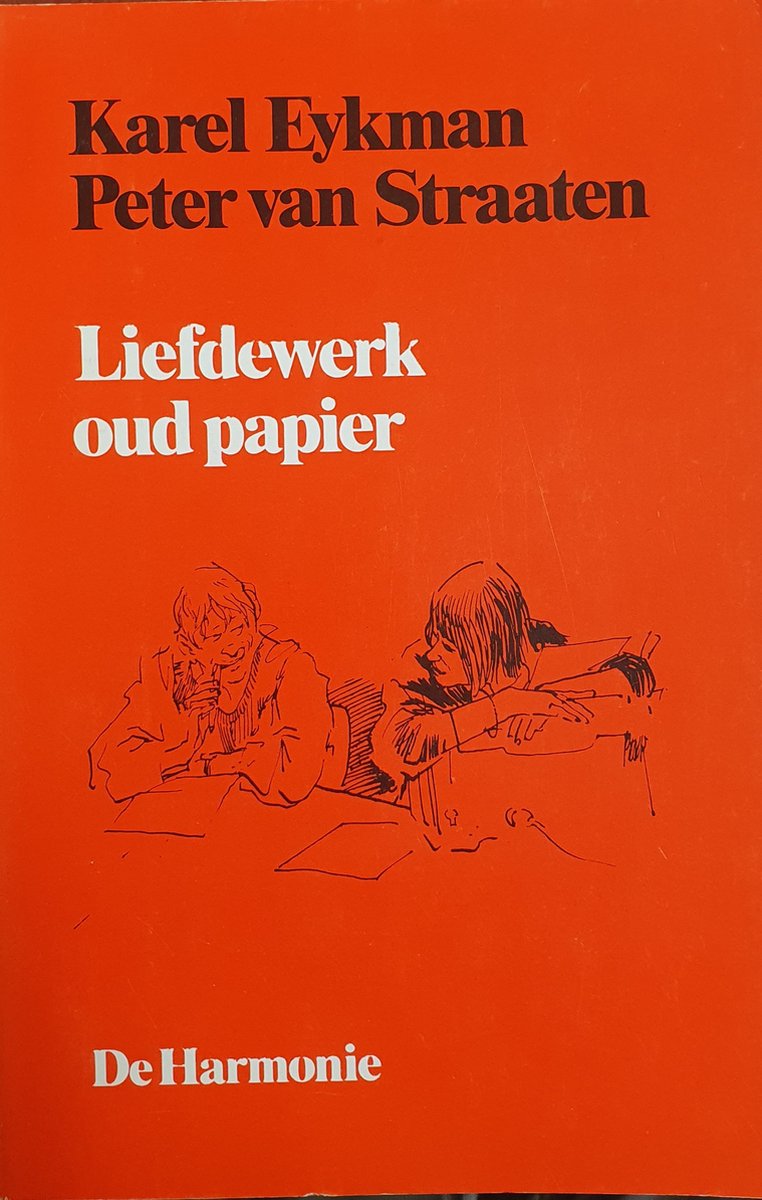 Karel Eykman
Peter van Straaten
Liefdewerk
oud papier
De Harmonie